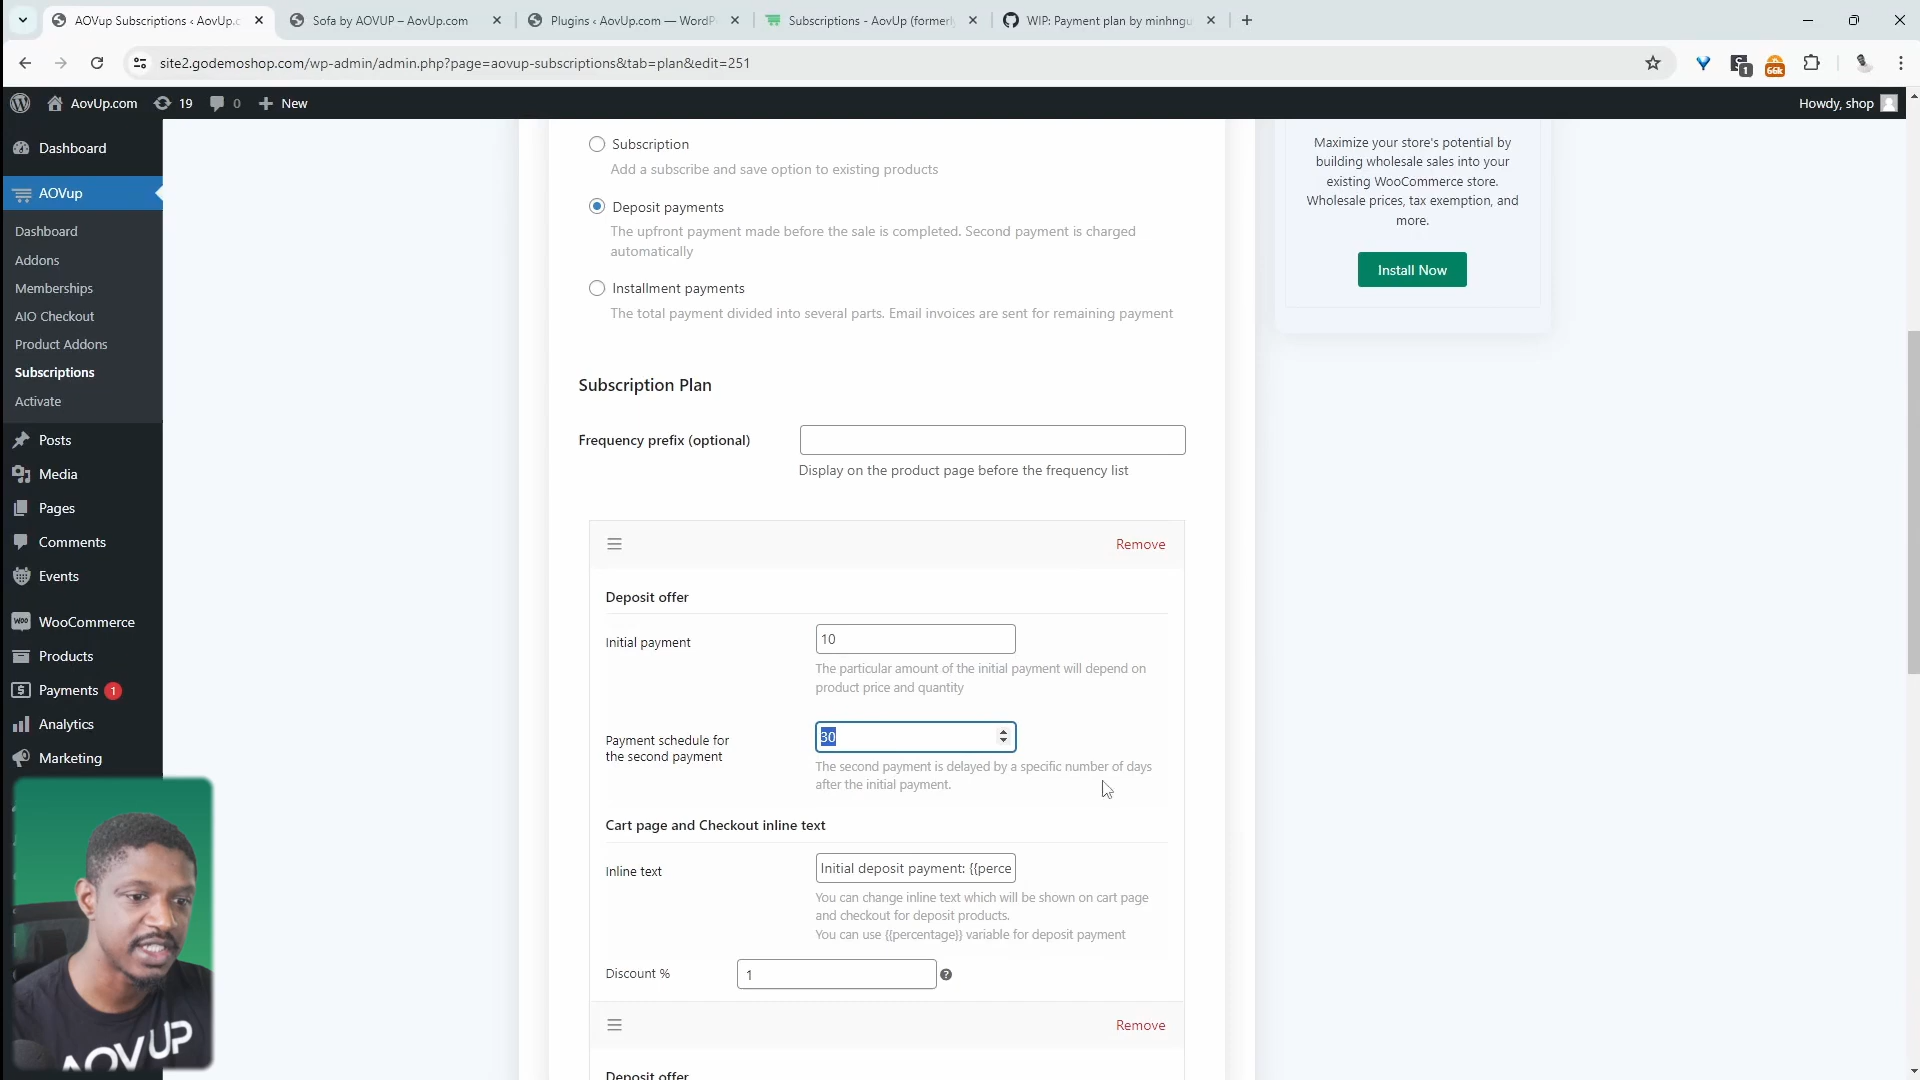 AOVup Subscriptions ‹ AovUp.c
Sofa by AOVUP – AovUp.com
Plugins ‹ AovUp.com — WordP
Subscriptions - AovUp (formerly
WIP: Payment plan by minhngu
site2.godemoshop.com/wp-admin/admin.php?page=aovup-subscriptions&tab=plan&edit=251
1
66k
AovUp.com
19
0
New
Howdy, shop
Dashboard
AOVup
Dashboard
Addons
Memberships
AIO Checkout
Product Addons
Subscriptions
Activate
Posts
Media
Pages
Comments
Events
WooCommerce
Products
Payments 1
Analytics
Marketing
Subscription
Add a subscribe and save option to existing products
Deposit payments
The upfront payment made before the sale is completed. Second payment is charged
automatically
Installment payments
The total payment divided into several parts. Email invoices are sent for remaining payment
Subscription Plan
Frequency prefix (optional)
Display on the product page before the frequency list
Remove
Deposit offer
Initial payment
10
The particular amount of the initial payment will depend on
product price and quantity
Payment schedule for
the second payment
30
The second payment is delayed by a specific number of days
after the initial payment.
Cart page and Checkout inline text
Inline text
Initial deposit payment: {{perce
You can change inline text which will be shown on cart page
and checkout for deposit products.
You can use {{percentage}} variable for deposit payment
Discount %
1
Remove
Deposit offer
Maximize your store's potential by
building wholesale sales into your
existing WooCommerce store.
Wholesale prices, tax exemption, and
more.
Install Now
AOVUP